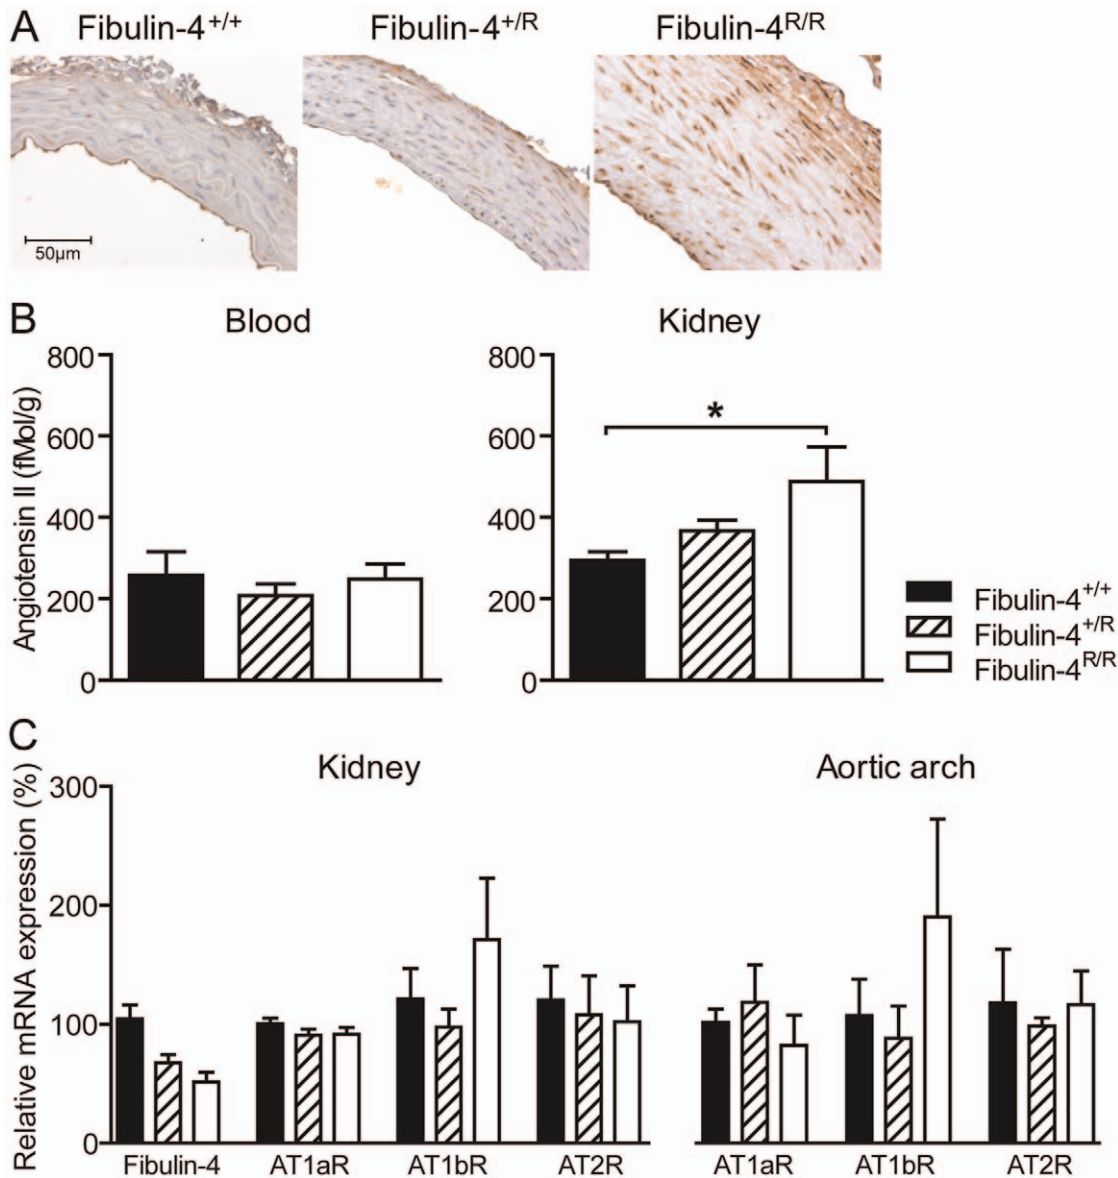 A
Fibulin-4+/+ Fibulin-4+/R Fibulin-4R/R
50μm
B
Blood Kidney
Angiotensin II (fMol/g)
800
600
400
200
0
800
600
400
200
0
*
Fibulin-4+/+
Fibulin-4+/R
Fibulin-4R/R
C
Kidney Aortic arch
Relative mRNA expression (%)
300
200
100
0
Fibulin-4 AT1aR AT1bR AT2R AT1aR AT1bR AT2R